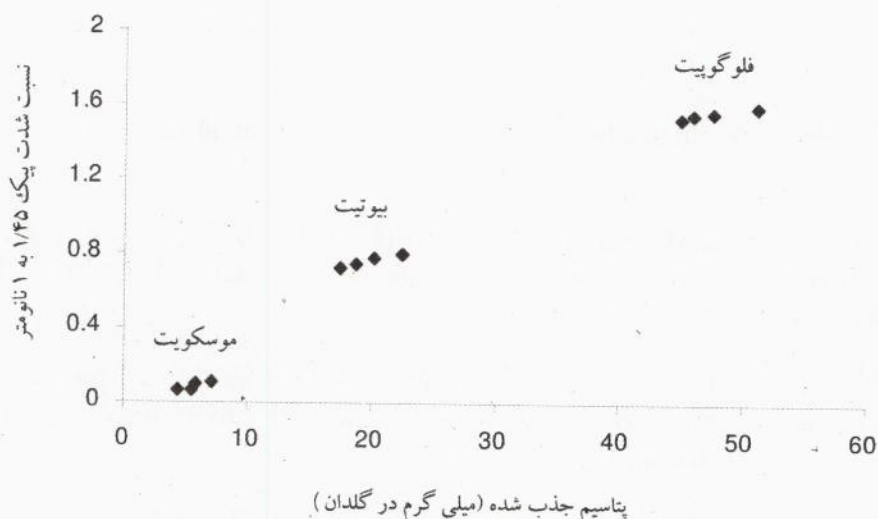 2
1.6
1.2
0.8
0.4
0
0 10 20 30 40 50 60
نسبت شدت پیک ۱/۴۵ به ۱ نانومتر
فلوگوپیت
بیوتیت
موسکویت
پتاسیم جذب شده (میلی گرم در گلدان)